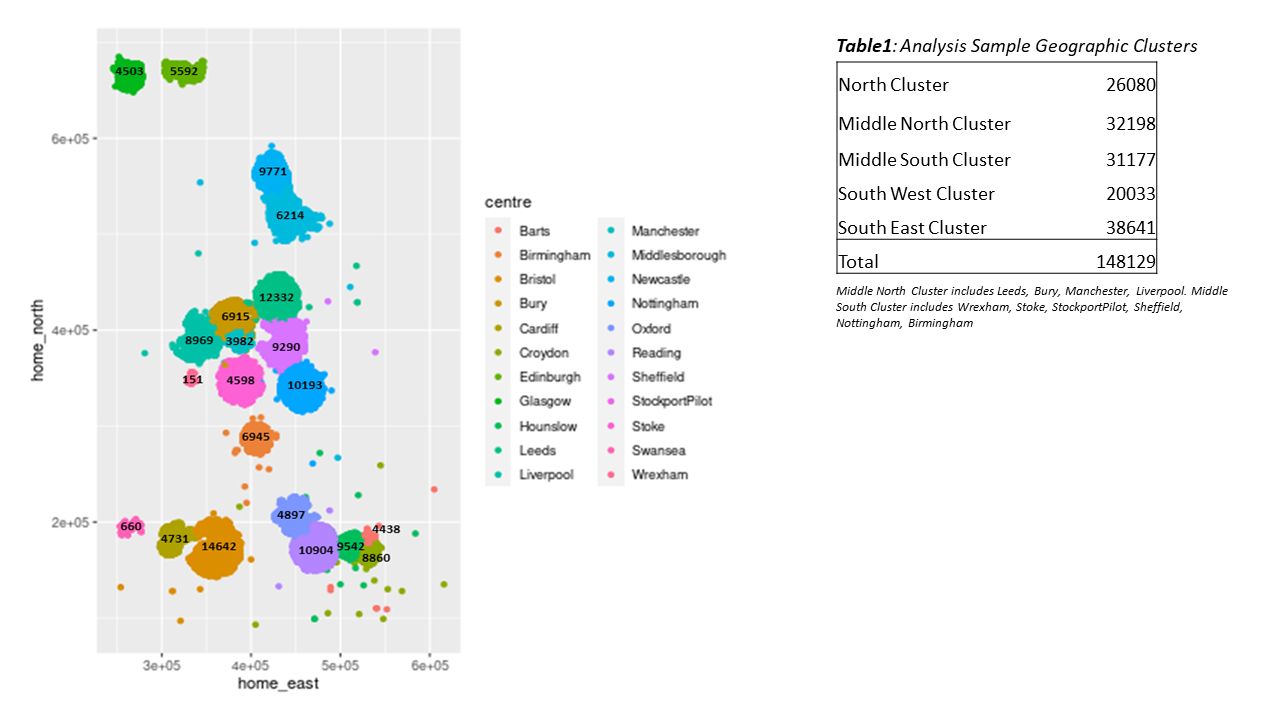 6e+05
4e+05
2e+05
home_north
4503
5592
9771
6214
12332
6915
8969
3982
9290
151
4598
10193
6945
660
4731
14642
4897
10904
9542
4438
8860
3e+05
4e+05
5e+05
6e+05
home_east
centre
Barts
Birmingham
Bristol
Bury
Cardiff
Croydon
Edinburgh
Glasgow
Hounslow
Leeds
Liverpool
Manchester
Middlesborough
Newcastle
Nottingham
Oxford
Reading
Sheffield
StockportPilot
Stoke
Swansea
Wrexham
Table1: Analysis Sample Geographic Clusters
North Cluster 26080
Middle North Cluster 32198
Middle South Cluster 31177
South West Cluster 20033
South East Cluster 38641
Total 148129
Middle North Cluster includes Leeds, Bury, Manchester, Liverpool. Middle
South Cluster includes Wrexham, Stoke, StockportPilot, Sheffield,
Nottingham, Birmingham